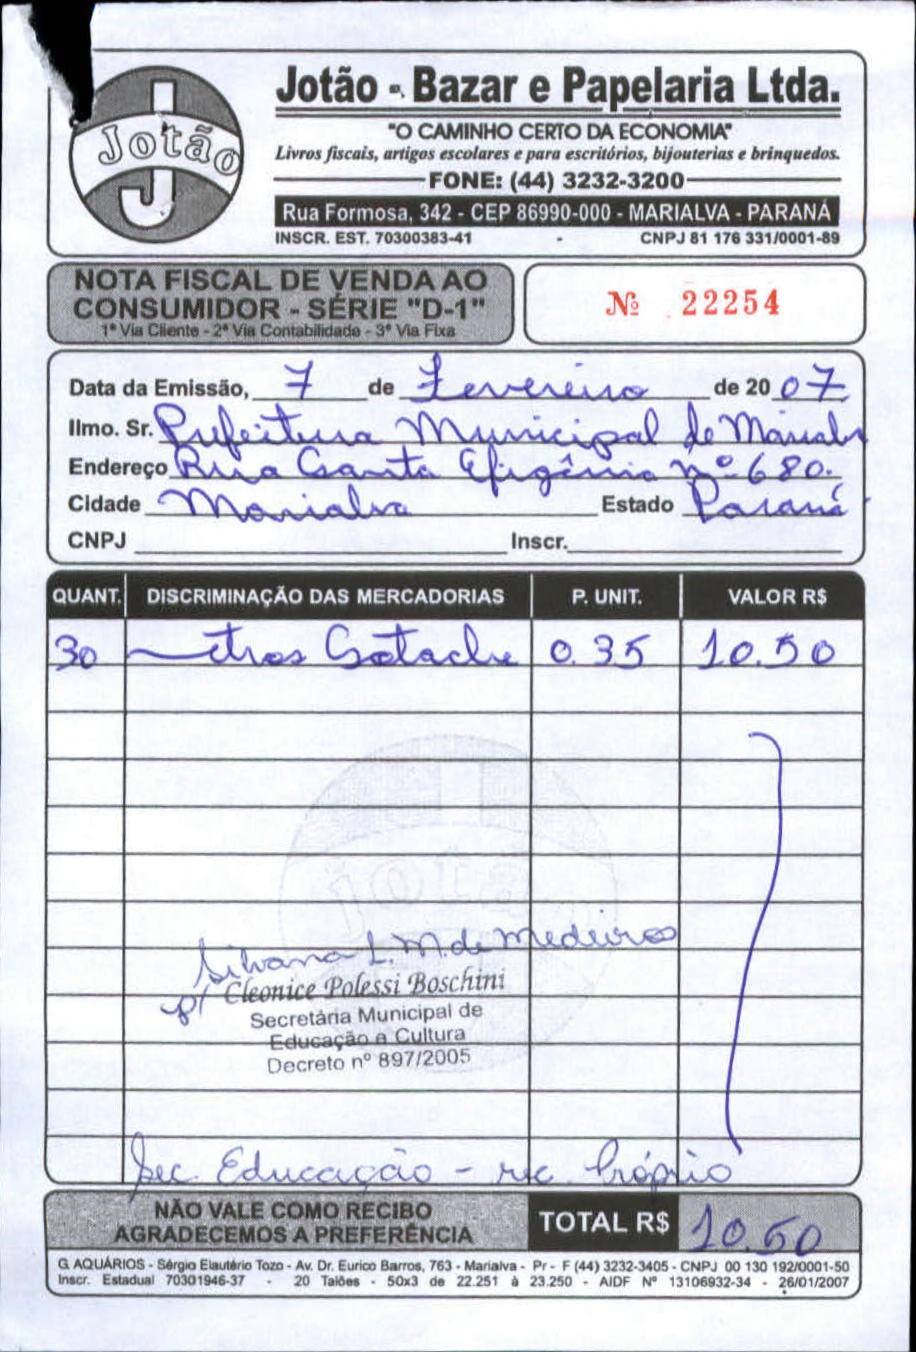 Jotão
Jotão - Bazar e Papelaria Ltda.
"O CAMINHO CERTO DA ECONOMIA"
Livros fiscais, artigos escolares e para escritórios, bijouterias e brinquedos.
FONE: (44) 3232-3200
Rua Formosa, 342 - CEP 86990-000 - MARIALVA - PARANÁ
INSCR. EST. 70300383-41 - CNPJ 81 176 331/0001-89
NOTA FISCAL DE VENDA AO
CONSUMIDOR - SÉRIE "D-1"
1ª Via Cliente - 2ª Via Contabilidade - 3ª Via Fixa
Nº 22254
Data da Emissão, 7 de Fevereiro de 20 07
Ilmo. Sr. Prefeitura Municipal de Marialv
Endereço Rua Santa Efigênia nº 680.
Cidade Marialva Estado Paraná
CNPJ Inscr.
QUANT. DISCRIMINAÇÃO DAS MERCADORIAS P. UNIT. VALOR R$
30 0.35 10.50
Jotão
Silvana L. M. de Medeiros
p/ Cleonice Polessi Boschini
Secretária Municipal de
Educação e Cultura
Decreto nº 897/2005
Sec Educação - rec Próprio
NÃO VALE COMO RECIBO
AGRADECEMOS A PREFERÊNCIA
TOTAL R$ 10.50
G. AQUÁRIOS - Sérgio Elautério Tozo - Av. Dr. Eurico Barros, 763 - Marialva - Pr - F (44) 3232-3405 - CNPJ 00 130 192/0001-50
Inscr. Estadual 70301946-37 - 20 Talões - 50x3 de 22.251 à 23.250 - AIDF Nº 13106932-34 - 26/01/2007